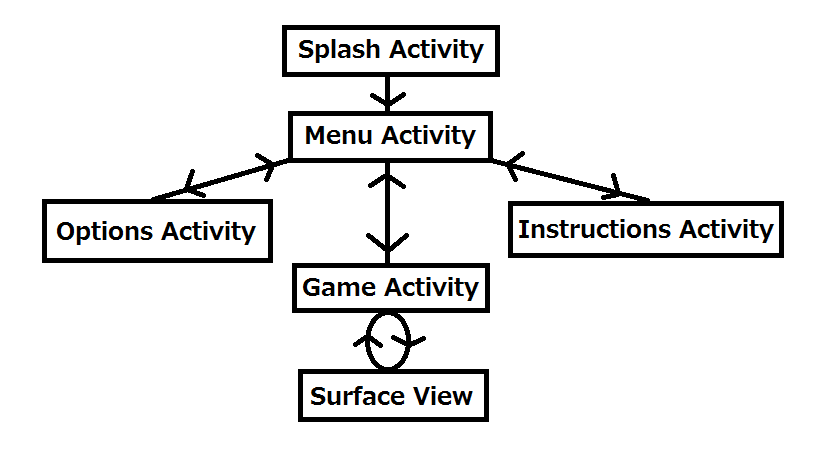 Splash Activity
Menu Activity
Options Activity
Instructions Activity
Game Activity
Surface View